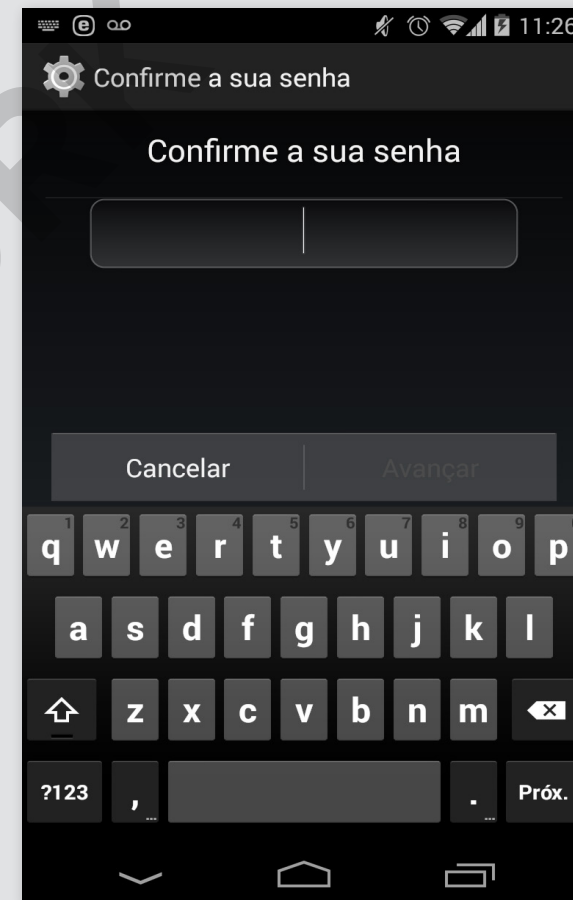 e
11:26
Confirme a sua senha
Confirme a sua senha
Cancelar
Avançar
1 2 3 4 5 6 7 8 9
q w e r t y u i o p
a s d f g h j k l
z x c v b n m
?123 , ... . ... Próx.